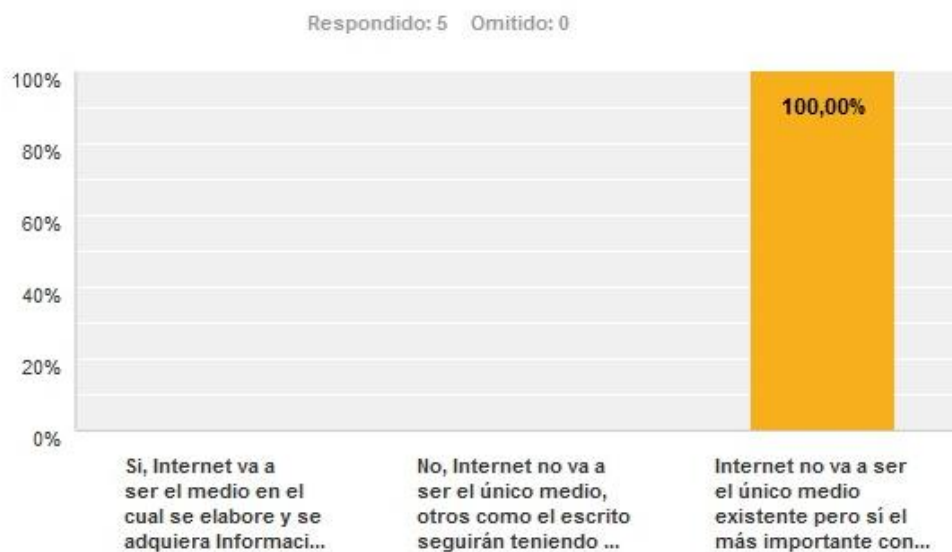 Respondido: 5 Omitido: 0
100%
80%
60%
40%
20%
0%
100,00%
Si, Internet va a
ser el medio en el
cual se elabore y se
adquiera Informaci...
No, Internet no va a
ser el único medio,
otros como el escrito
seguirán teniendo ...
Internet no va a ser
el único medio
existente pero sí el
más importante con...